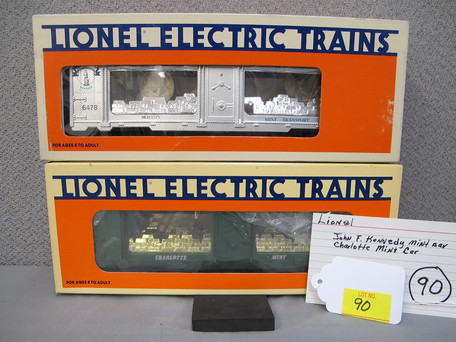 LIONEL ELECTRIC TRAINS
6478
MINT TRANSPORT
FOR AGES 8 TO ADULT
LIONEL ELECTRIC TRAINS
CHARLOTTE MINT
FOR AGES 8 TO ADULT
Lionel
John F. Kennedy mint car
Charlotte Mint Car
90
LOT NO.
90